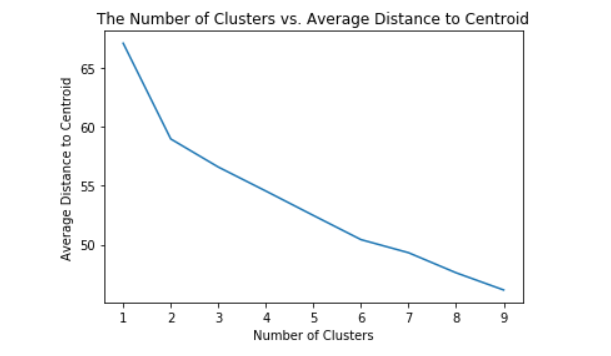 The Number of Clusters vs. Average Distance to Centroid
Average Distance to Centroid
65
60
55
50
1 2 3 4 5 6 7 8 9
Number of Clusters